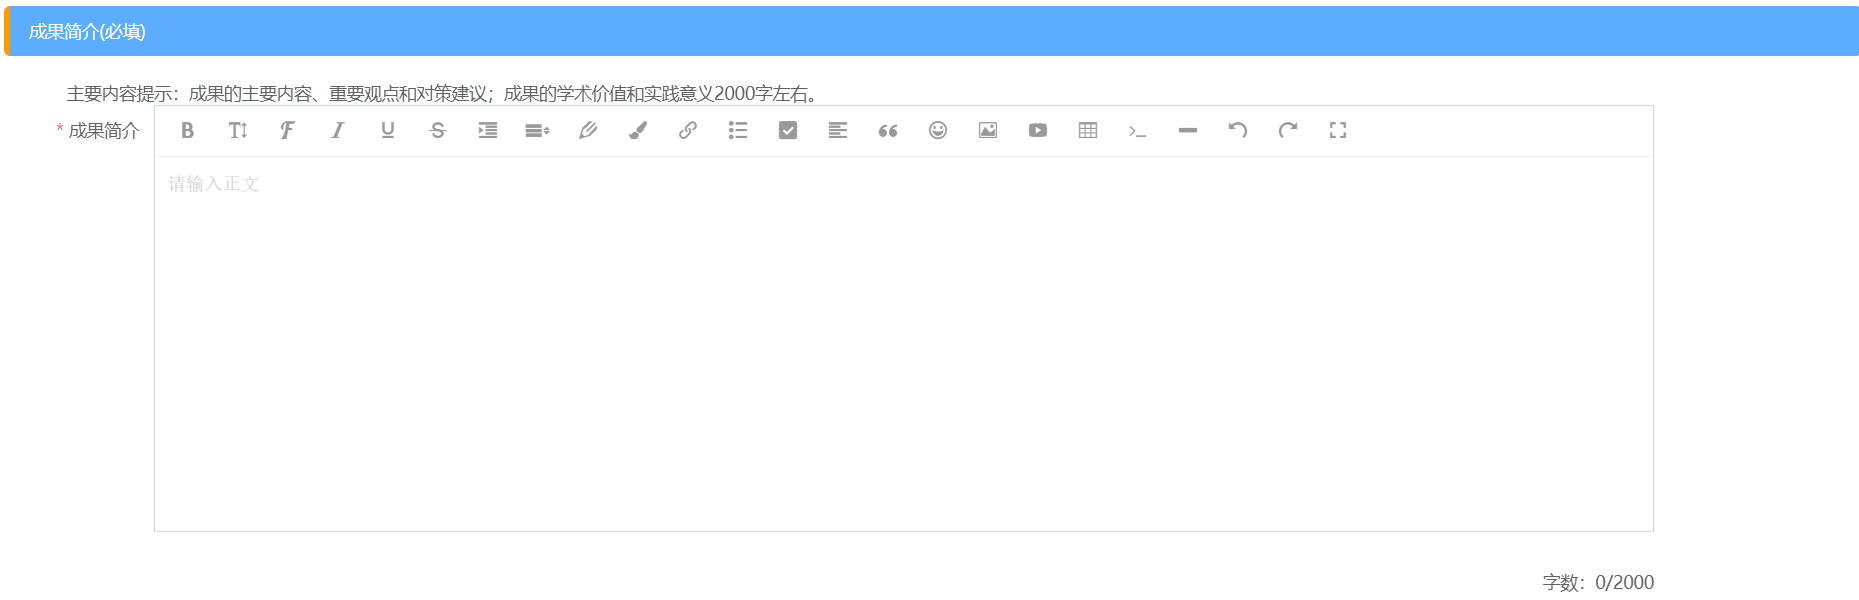 成果简介(必填)
主要内容提示：成果的主要内容、重要观点和对策建议；成果的学术价值和实践意义2000字左右。
* 成果简介
请输入正文
字数：0/2000